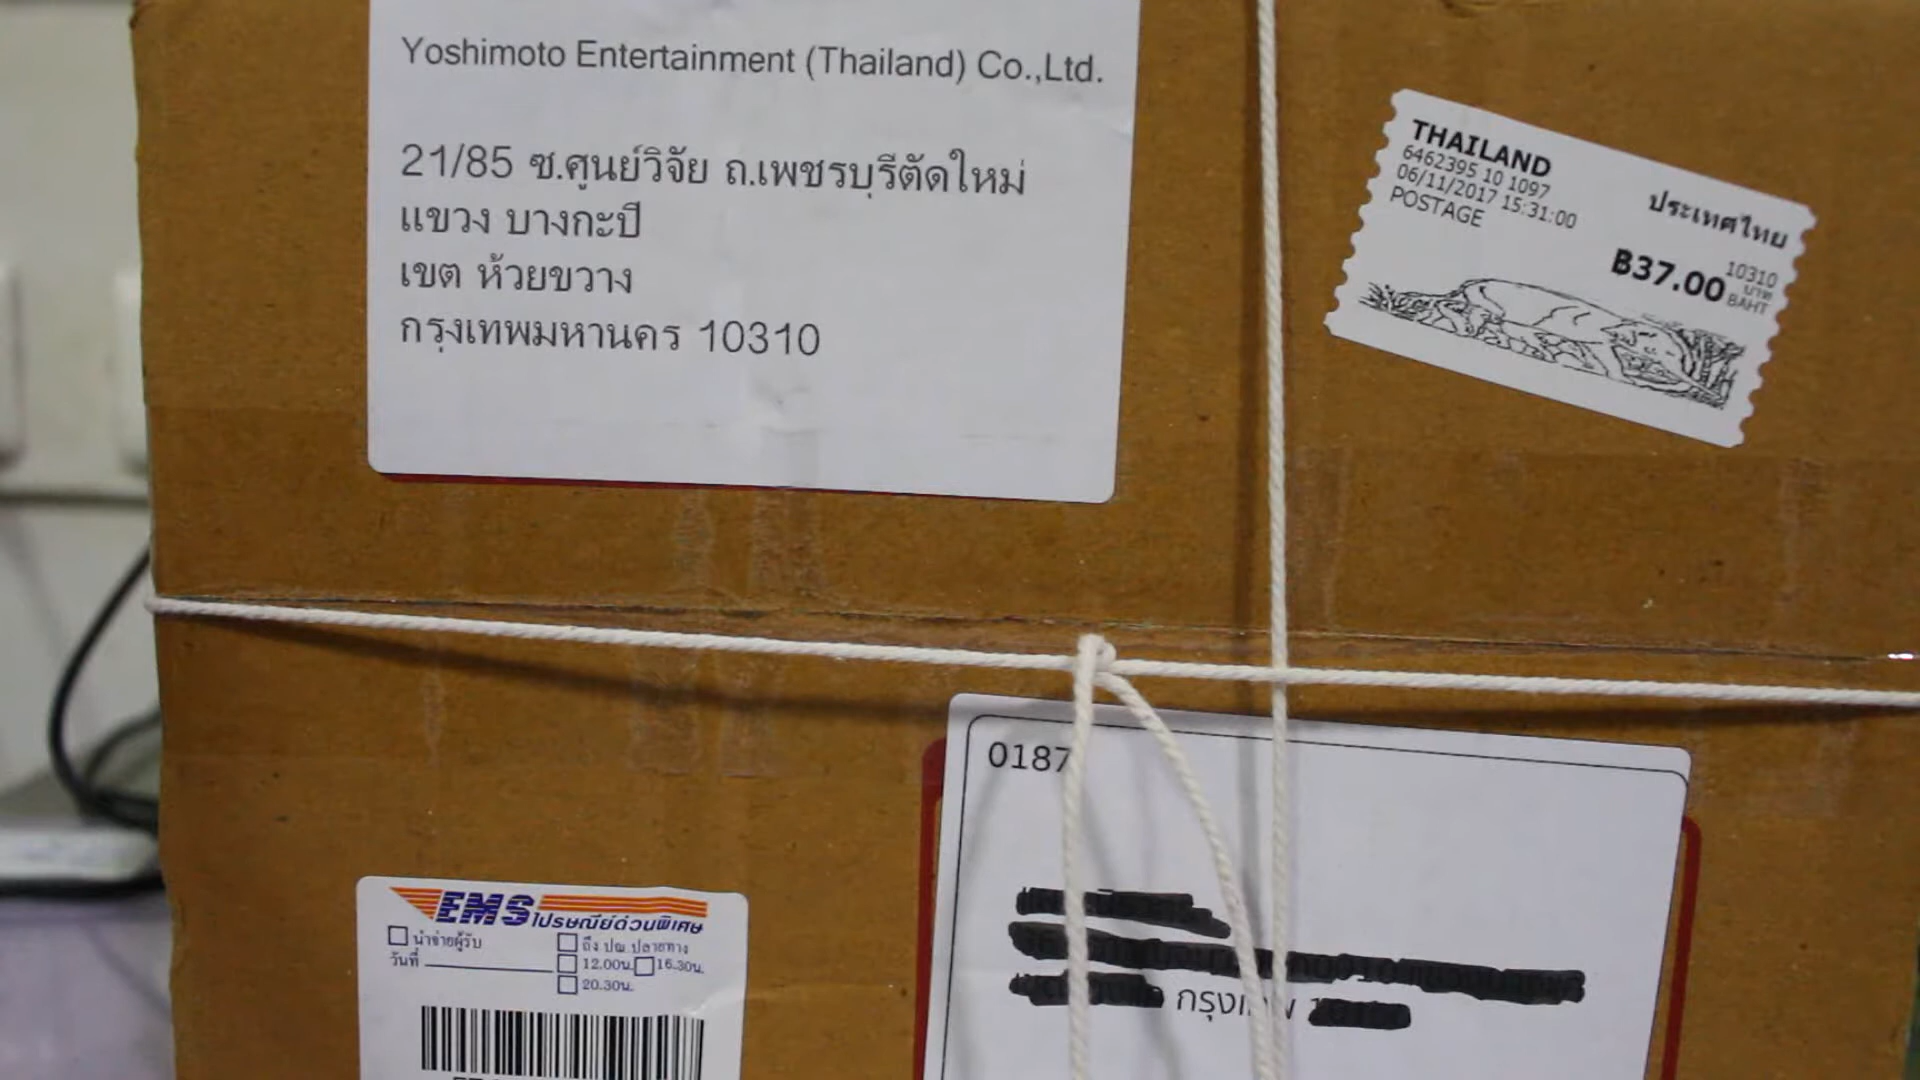 Yoshimoto Entertainment (Thailand) Co.,Ltd.
21/85 ซ.ศูนย์วิจัย ถ.เพชรบุรีตัดใหม่
แขวง บางกะปิ
เขต ห้วยขวาง
กรุงเทพมหานคร 10310
THAILAND
6462395 10 1097
06/11/2017 15:31:00
POSTAGE
ประเทศไทย
฿37.00
10310
บาท
BAHT
0187
กรุงเทพ
EMS
ไปรษณีย์ด่วนพิเศษ
นำจ่ายผู้รับ
วันที่
ถึง ปณ.ปลายทาง
12.00น. 16.30น.
20.30น.